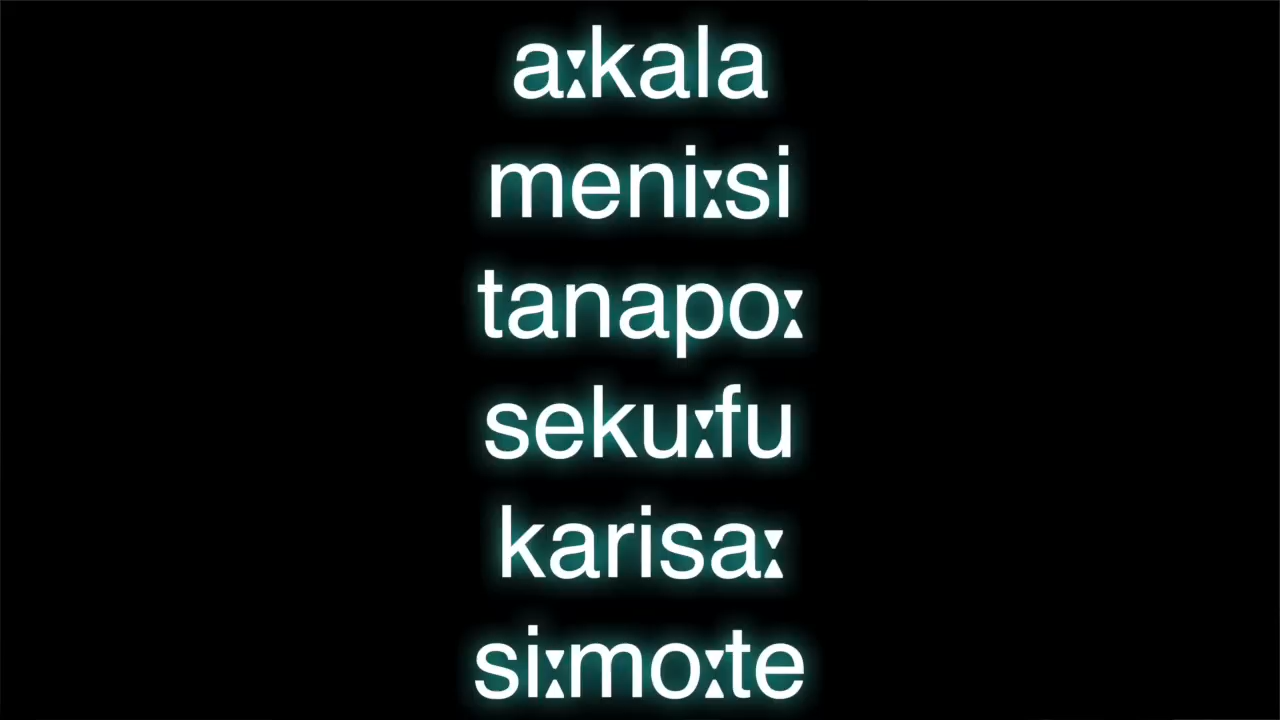 aːkala
meniːsi
tanapoː
sekuːfu
karisaː
siːmoːte